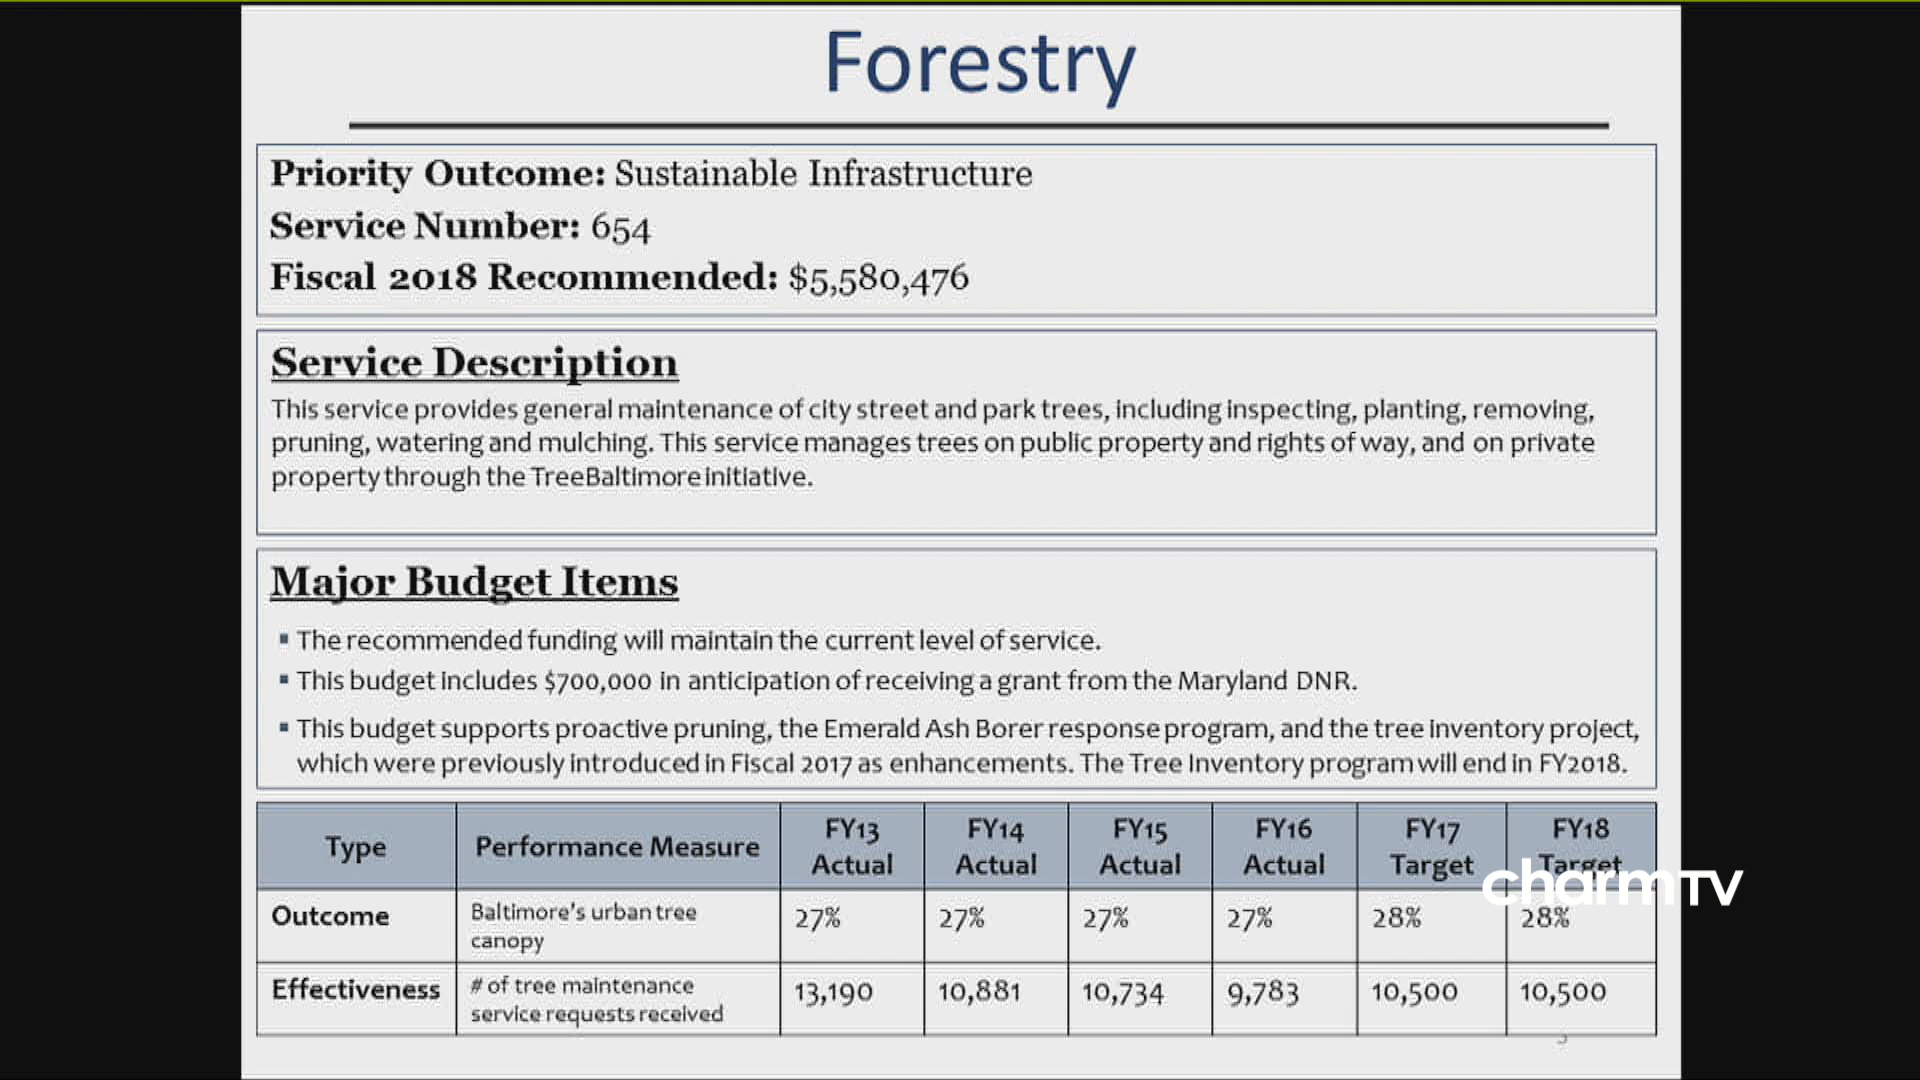 Forestry
Priority Outcome: Sustainable Infrastructure
Service Number: 654
Fiscal 2018 Recommended: $5,580,476
Service Description
This service provides general maintenance of city street and park trees, including inspecting, planting, removing,
pruning, watering and mulching. This service manages trees on public property and rights of way, and on private
property through the TreeBaltimore initiative.
Major Budget Items
▪ The recommended funding will maintain the current level of service.
▪ This budget includes $700,000 in anticipation of receiving a grant from the Maryland DNR.
▪ This budget supports proactive pruning, the Emerald Ash Borer response program, and the tree inventory project,
which were previously introduced in Fiscal 2017 as enhancements. The Tree Inventory program will end in FY2018.
Type Performance Measure FY13 Actual FY14 Actual FY15 Actual FY16 Actual FY17 Target FY18 Target
charmTV
Outcome Baltimore's urban tree canopy 27% 27% 27% 27% 28% 28%
Effectiveness # of tree maintenance service requests received 13,190 10,881 10,734 9,783 10,500 10,500